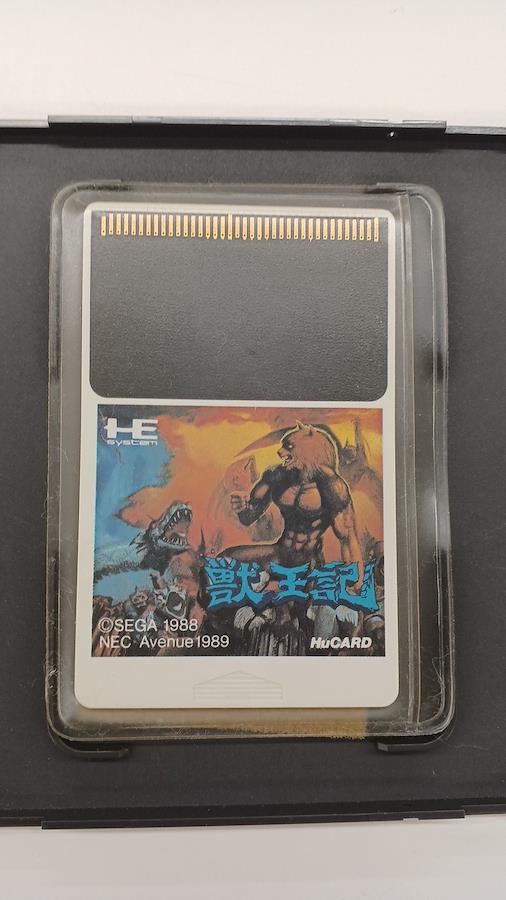 HE
system
獣王記
©SEGA 1988
NEC Avenue 1989
HuCARD